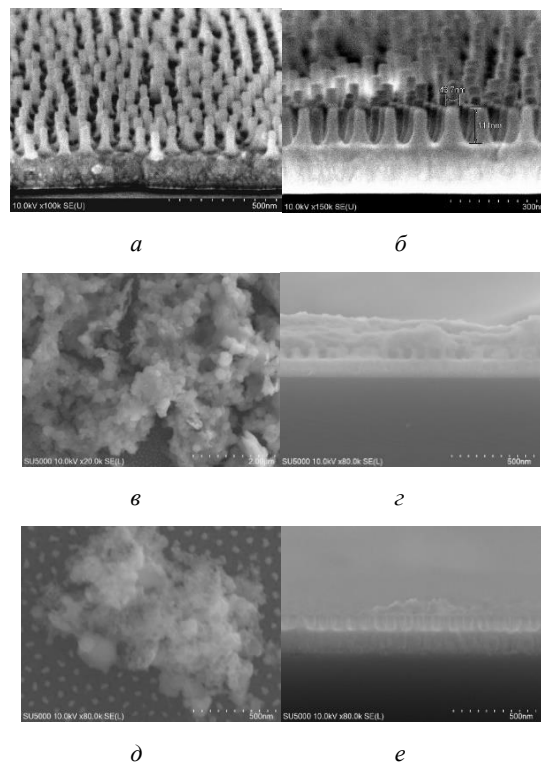 10.0kV x100k SE(U) 500nm
10.0kV x150k SE(U) 300nm
а б
SU5000 10.0kV x20.0k SE(L) 2.00µm
SU5000 10.0kV x80.0k SE(L) 500nm
в г
SU5000 10.0kV x80.0k SE(L) 500nm
SU5000 10.0kV x80.0k SE(L) 500nm
д е